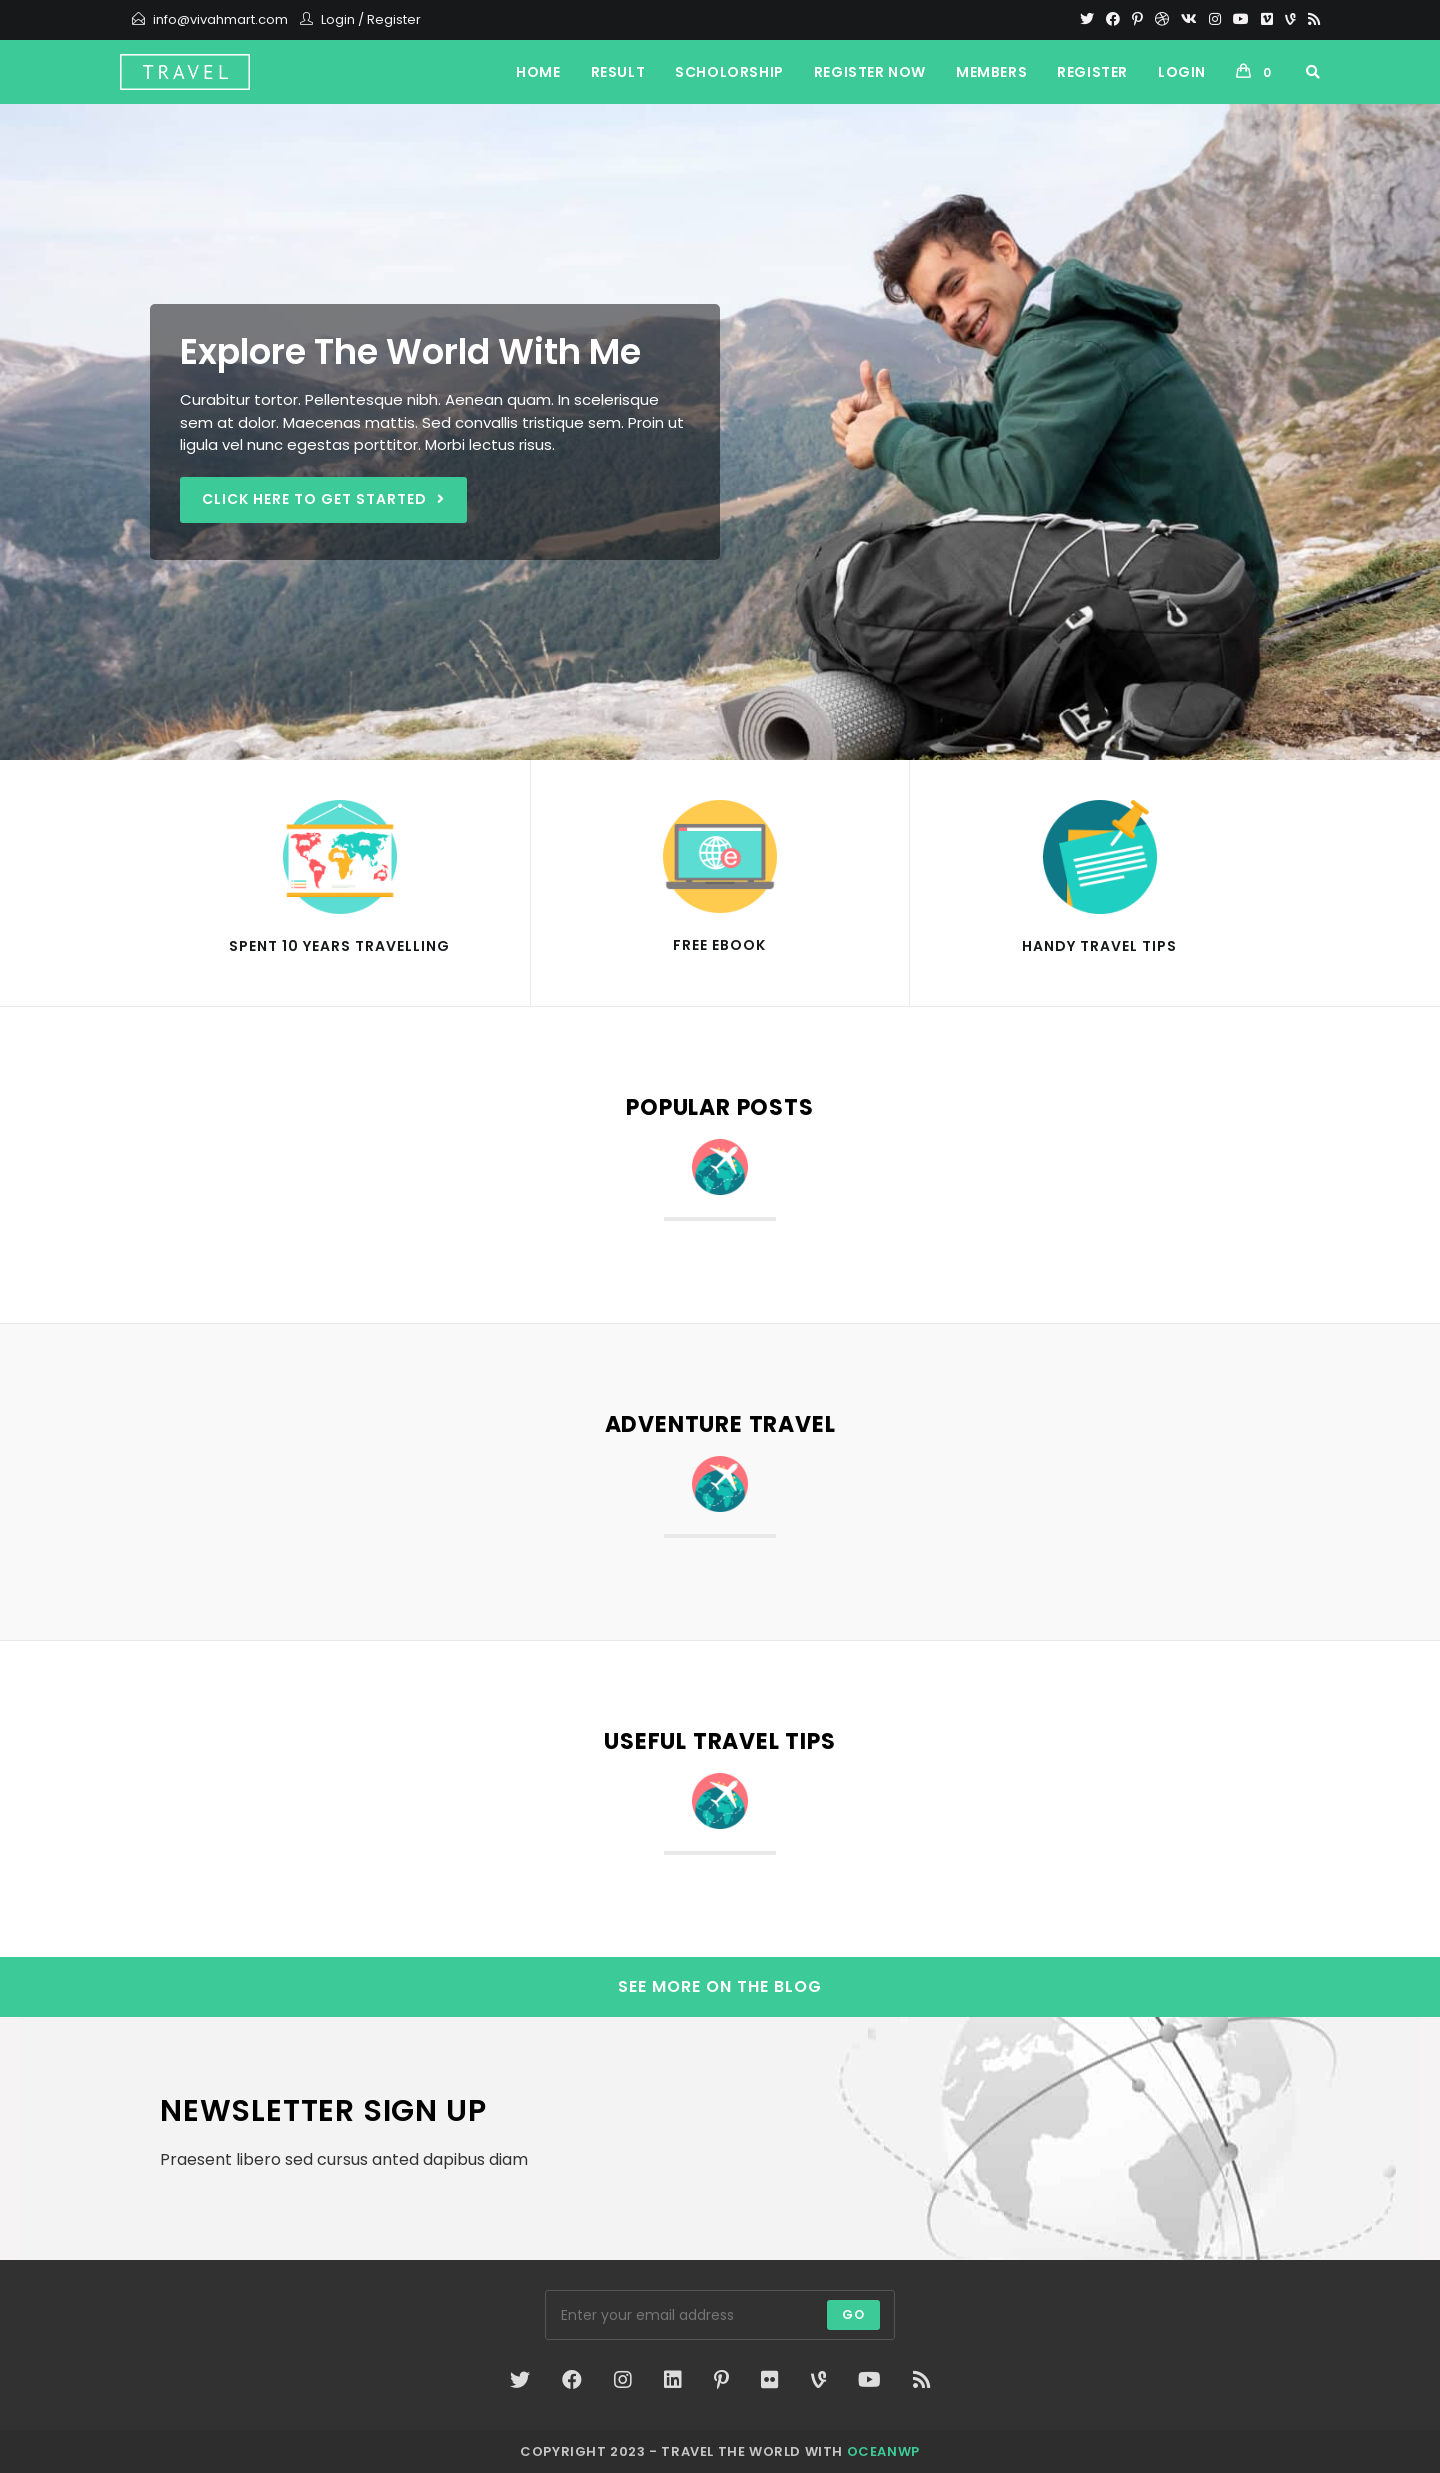 info@vivahmart.com Login / Register
TRAVEL
HOME RESULT SCHOLORSHIP REGISTER NOW MEMBERS REGISTER LOGIN 0
Explore The World With Me
Curabitur tortor. Pellentesque nibh. Aenean quam. In scelerisque
sem at dolor. Maecenas mattis. Sed convallis tristique sem. Proin ut
ligula vel nunc egestas porttitor. Morbi lectus risus.
CLICK HERE TO GET STARTED
e
SPENT 10 YEARS TRAVELLING
FREE EBOOK
HANDY TRAVEL TIPS
POPULAR POSTS
ADVENTURE TRAVEL
USEFUL TRAVEL TIPS
SEE MORE ON THE BLOG
NEWSLETTER SIGN UP
Praesent libero sed cursus anted dapibus diam
Enter your email address
GO
COPYRIGHT 2023 - TRAVEL THE WORLD WITH OCEANWP